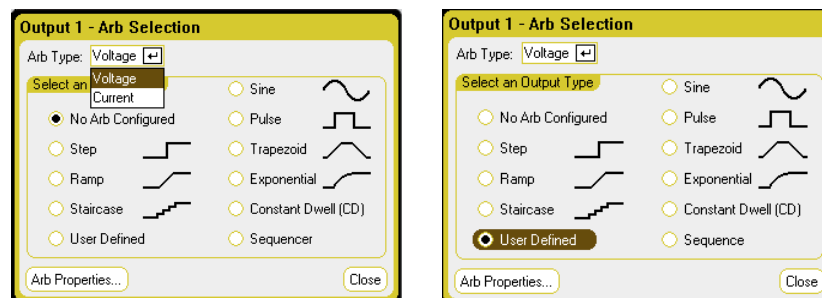 Output 1 - Arb Selection
Arb Type: Voltage
Voltage
Current
Select an
No Arb Configured
Step
Ramp
Staircase
User Defined
Sine
Pulse
Trapezoid
Exponential
Constant Dwell (CD)
Sequencer
Arb Properties...
Close
Output 1 - Arb Selection
Arb Type: Voltage
Select an Output Type
No Arb Configured
Step
Ramp
Staircase
User Defined
Sine
Pulse
Trapezoid
Exponential
Constant Dwell (CD)
Sequence
Arb Properties...
Close